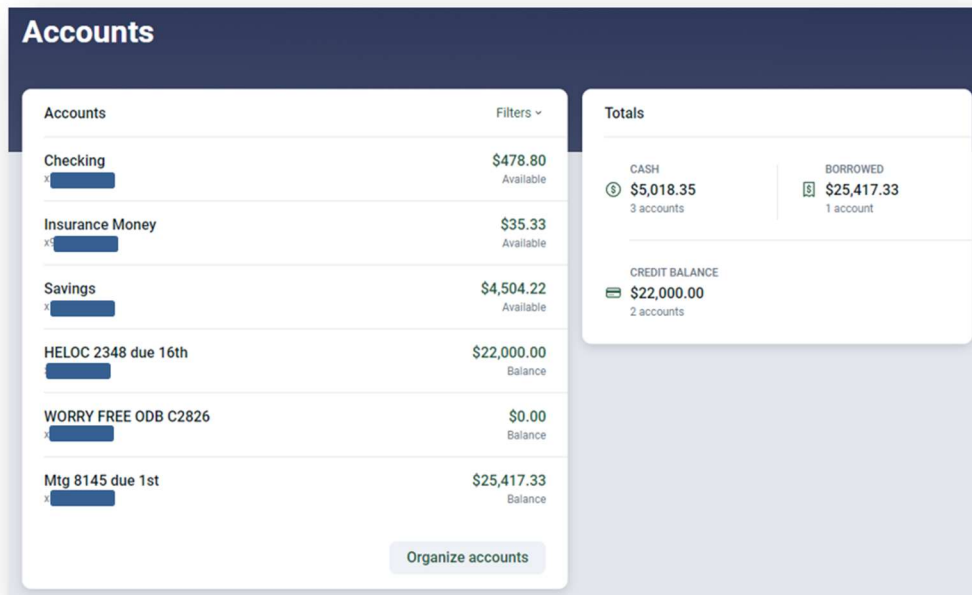 Accounts
Accounts
Filters
Checking
$478.80
x
Available
Insurance Money
$35.33
x9
Available
Savings
$4,504.22
x
Available
HELOC 2348 due 16th
$22,000.00
Balance
WORRY FREE ODB C2826
$0.00
x
Balance
Mtg 8145 due 1st
$25,417.33
x
Balance
Organize accounts
Totals
CASH
$5,018.35
3 accounts
BORROWED
$25,417.33
1 account
CREDIT BALANCE
$22,000.00
2 accounts